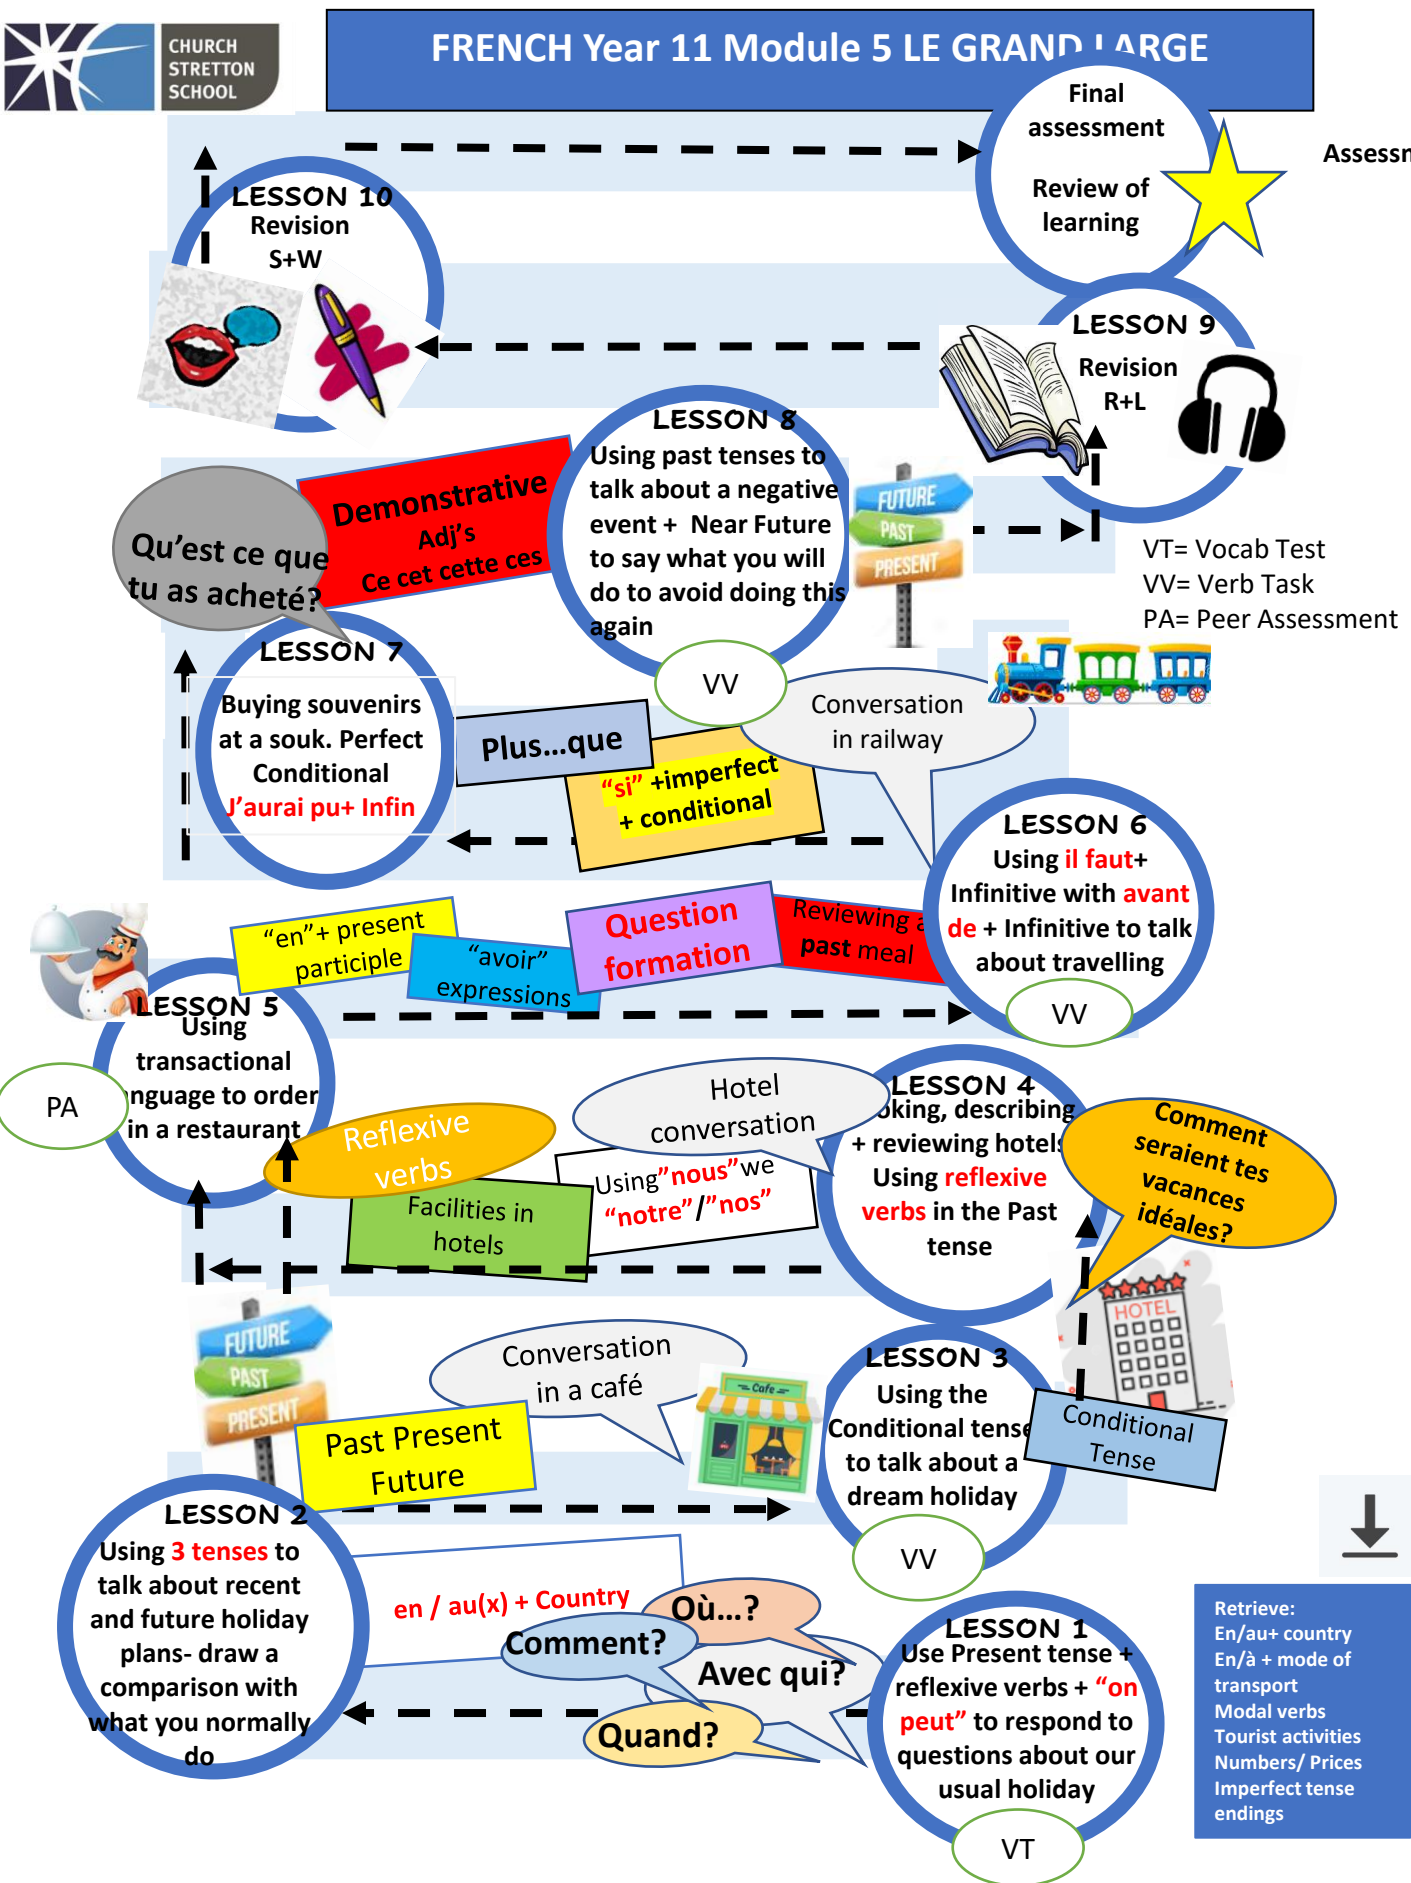 CHURCH
STRETTON
SCHOOL
FRENCH Year 11 Module 5 LE GRAND LARGE
Final
assessment
Review of
learning
LESSON 10
Revision
S+W
LESSON 9
Revision
R+L
LESSON 8
Using past tenses to
talk about a negative
event + Near Future
to say what you will
do to avoid doing this
again
VV
FUTURE
PAST
PRESENT
Demonstrative
Adj's
Ce cet cette ces
Qu'est ce que
tu as acheté?
VT= Vocab Test
VV= Verb Task
PA= Peer Assessment
LESSON 7
Buying souvenirs
at a souk. Perfect
Conditional
J'aurai pu+ Infin
Plus...que
"si" +imperfect
+ conditional
Conversation
in railway
LESSON 6
Using il faut+
Infinitive with avant
de + Infinitive to talk
about travelling
VV
"en"+ present
participle
"avoir"
expressions
Question
formation
Reviewing a
past meal
LESSON 5
Using
transactional
nguage to order
in a restaurant
PA
Reflexive
verbs
Facilities in
hotels
Using"nous"we
"notre"/"nos"
Hotel
conversation
LESSON 4
oking, describing
+ reviewing hotels
Using reflexive
verbs in the Past
tense
Comment
seraient tes
vacances
idéales?
HOTEL
FUTURE
PAST
PRESENT
Past Present
Future
Conversation
in a café
Cafe
LESSON 3
Using the
Conditional tense
to talk about a
dream holiday
VV
Conditional
Tense
LESSON 2
Using 3 tenses to
talk about recent
and future holiday
plans- draw a
comparison with
what you normally
do
en / au(x) + Country
Où...?
Comment?
Avec qui?
Quand?
LESSON 1
Use Present tense +
reflexive verbs + "on
peut" to respond to
questions about our
usual holiday
VT
Retrieve:
En/au+ country
En/à + mode of
transport
Modal verbs
Tourist activities
Numbers/ Prices
Imperfect tense
endings